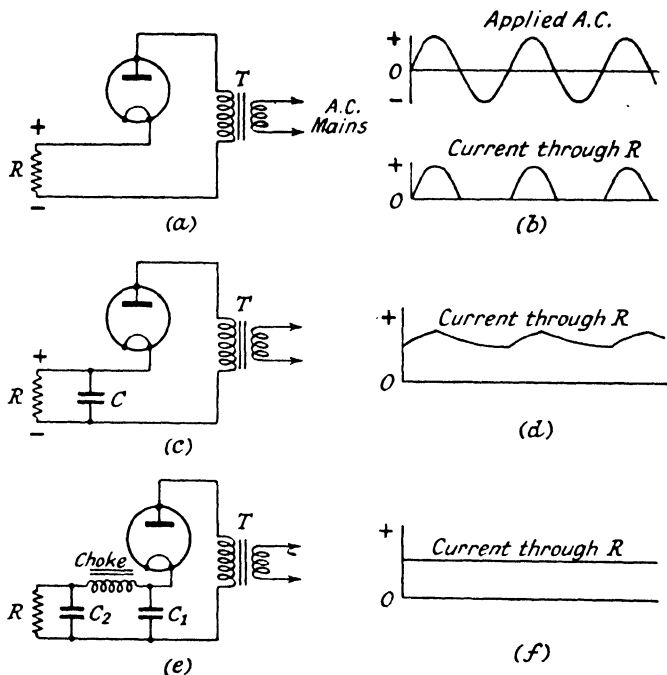 T
A.C.
Mains
+
R
−
(a)
Applied A.C.
+
0
−
Current through R
+
0
(b)
T
+
R
C
−
(c)
+
Current through R
0
(d)
T
Choke
R
C2
C1
(e)
+
Current through R
0
(f)